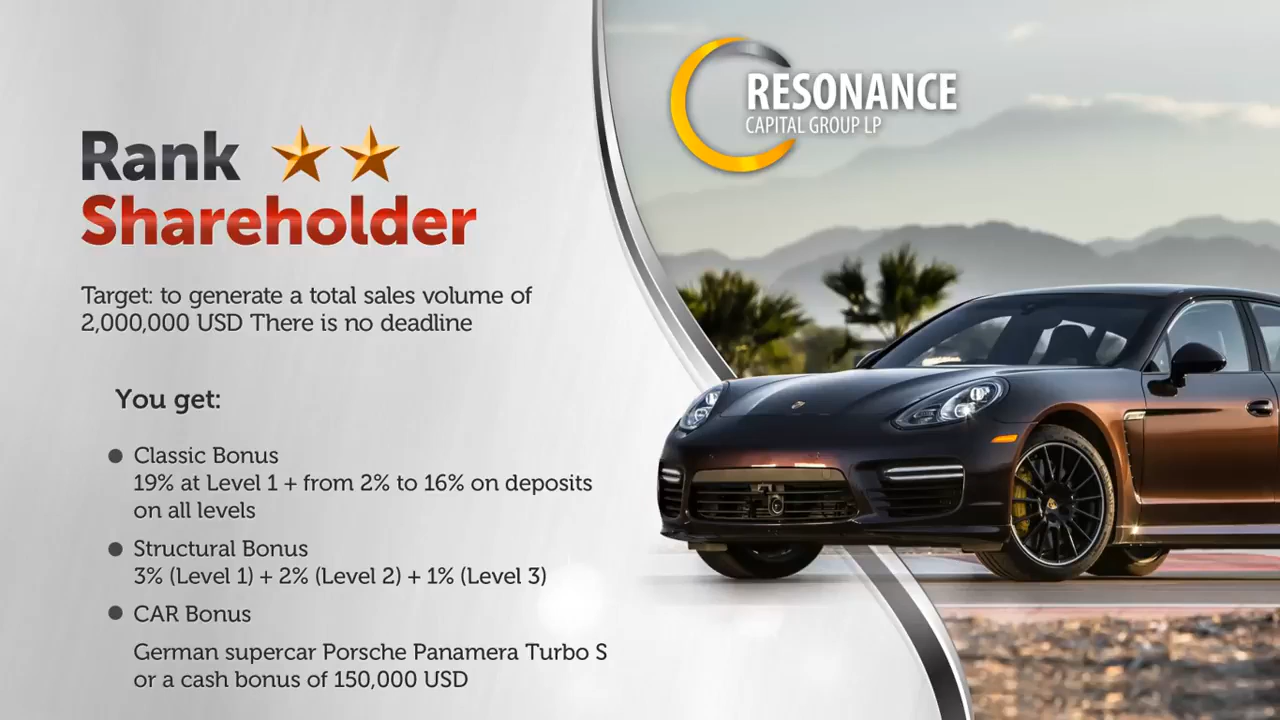 RESONANCE
CAPITAL GROUP LP
Rank
Shareholder
Target: to generate a total sales volume of
2,000,000 USD There is no deadline
You get:
Classic Bonus
19% at Level 1 + from 2% to 16% on deposits
on all levels
Structural Bonus
3% (Level 1) + 2% (Level 2) + 1% (Level 3)
CAR Bonus
German supercar Porsche Panamera Turbo S
or a cash bonus of 150,000 USD